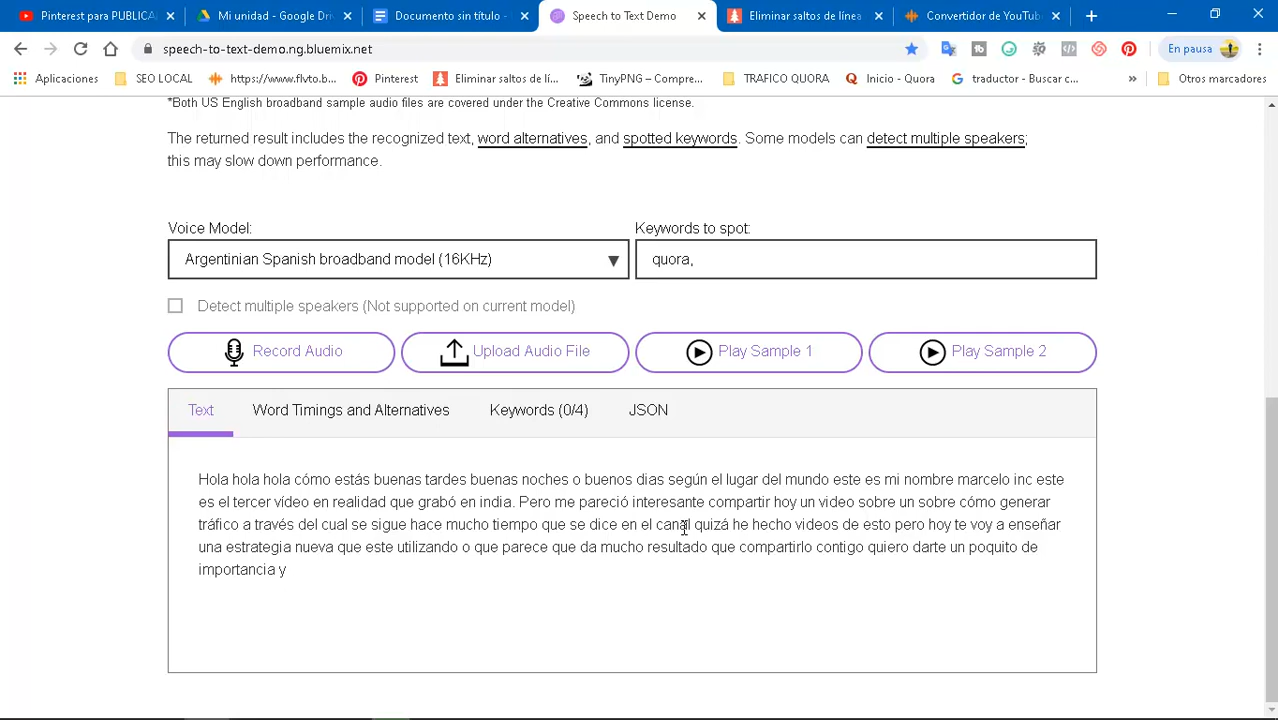 Pinterest para PUBLICA
Mi unidad - Google Dri
Documento sin título -
Speech to Text Demo
Eliminar saltos de línea
Convertidor de YouTube
speech-to-text-demo.ng.bluemix.net
En pausa
Aplicaciones
SEO LOCAL
https://www.flvto.b...
Pinterest
Eliminar saltos de lí...
TinyPNG – Compre...
TRAFICO QUORA
Inicio - Quora
traductor - Buscar c...
»
Otros marcadores
*Both US English broadband sample audio files are covered under the Creative Commons license.
The returned result includes the recognized text, word alternatives, and spotted keywords. Some models can detect multiple speakers;
this may slow down performance.
Voice Model:
Keywords to spot:
Argentinian Spanish broadband model (16KHz)
quora,
Detect multiple speakers (Not supported on current model)
Record Audio
Upload Audio File
Play Sample 1
Play Sample 2
Text
Word Timings and Alternatives
Keywords (0/4)
JSON
Hola hola hola cómo estás buenas tardes buenas noches o buenos dias según el lugar del mundo este es mi nombre marcelo inc este
es el tercer vídeo en realidad que grabó en india. Pero me pareció interesante compartir hoy un video sobre un sobre cómo generar
tráfico a través del cual se sigue hace mucho tiempo que se dice en el canal quizá he hecho videos de esto pero hoy te voy a enseñar
una estrategia nueva que este utilizando o que parece que da mucho resultado que compartirlo contigo quiero darte un poquito de
importancia y